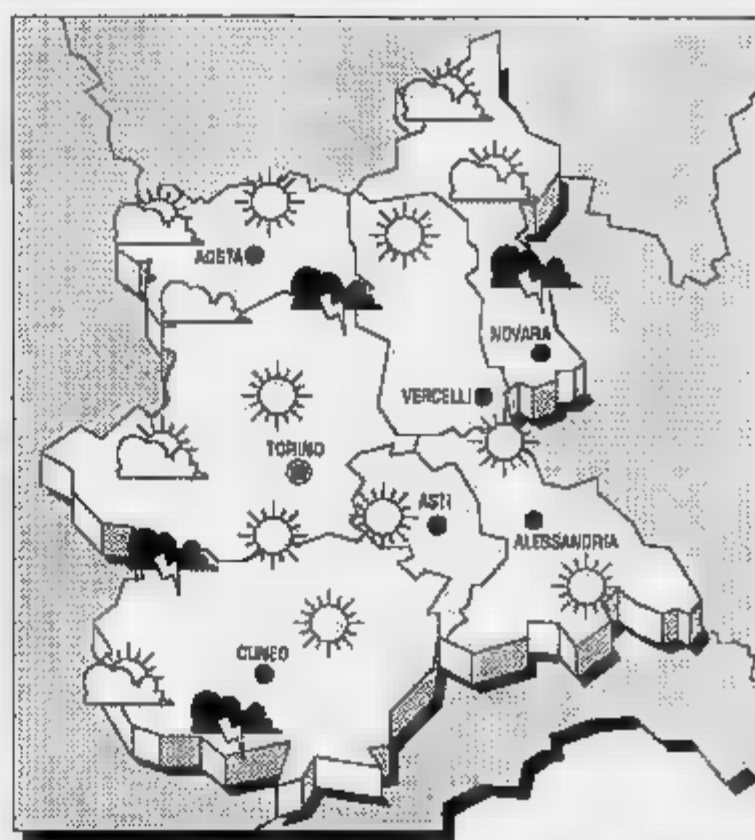 AOSTA
NOVARA
VERCELLI
TORINO
ASTI
ALESSANDRIA
CUNEO